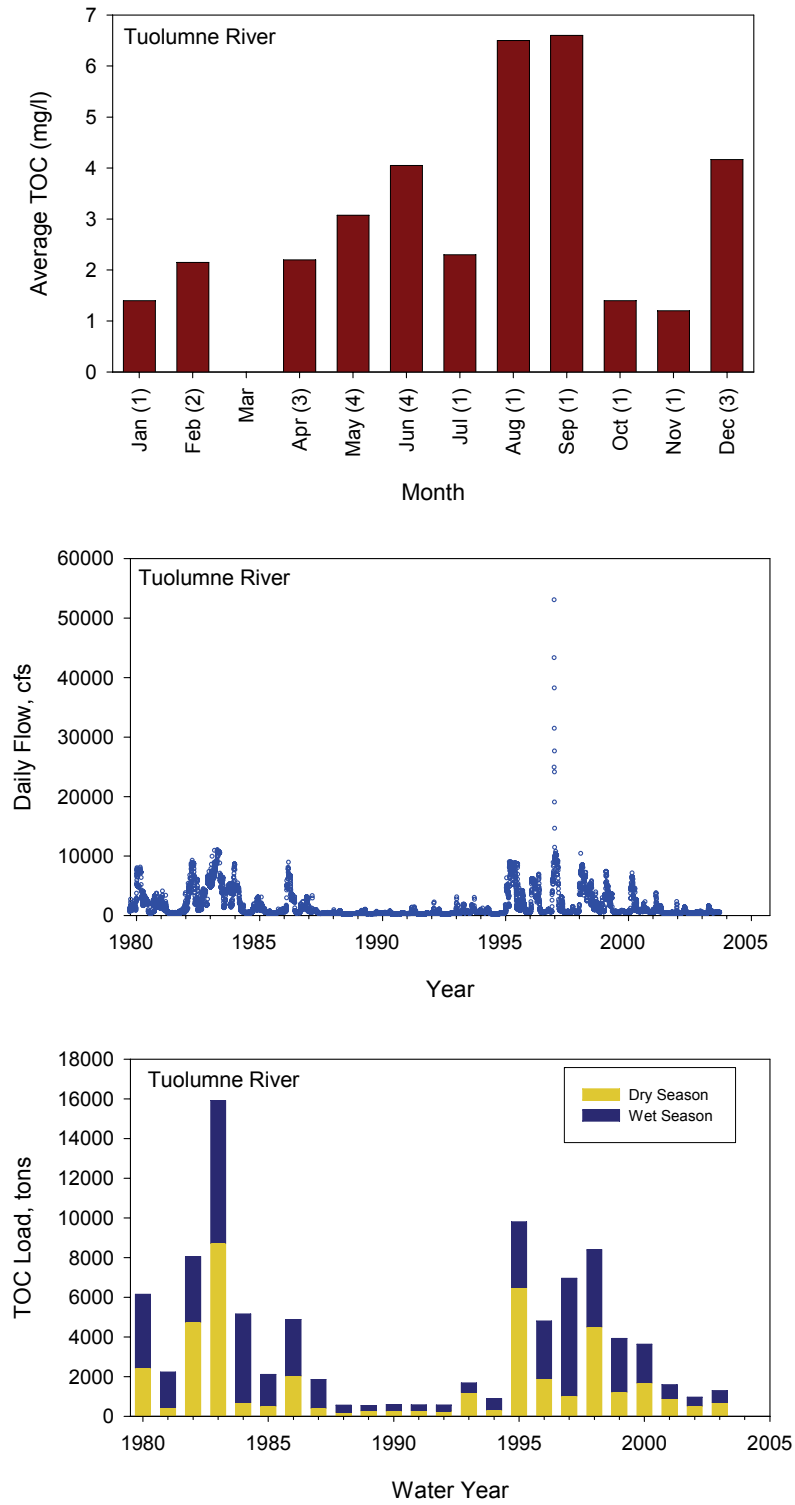 Tuolumne River
Average TOC (mg/l)
7
6
5
4
3
2
1
0
Jan (1)
Feb (2)
Mar
Apr (3)
May (4)
Jun (4)
Jul (1)
Aug (1)
Sep (1)
Oct (1)
Nov (1)
Dec (3)
Month
Tuolumne River
Daily Flow, cfs
60000
50000
40000
30000
20000
10000
0
1980 1985 1990 1995 2000 2005
Year
Tuolumne River
Dry Season
Wet Season
TOC Load, tons
18000
16000
14000
12000
10000
8000
6000
4000
2000
0
1980 1985 1990 1995 2000 2005
Water Year